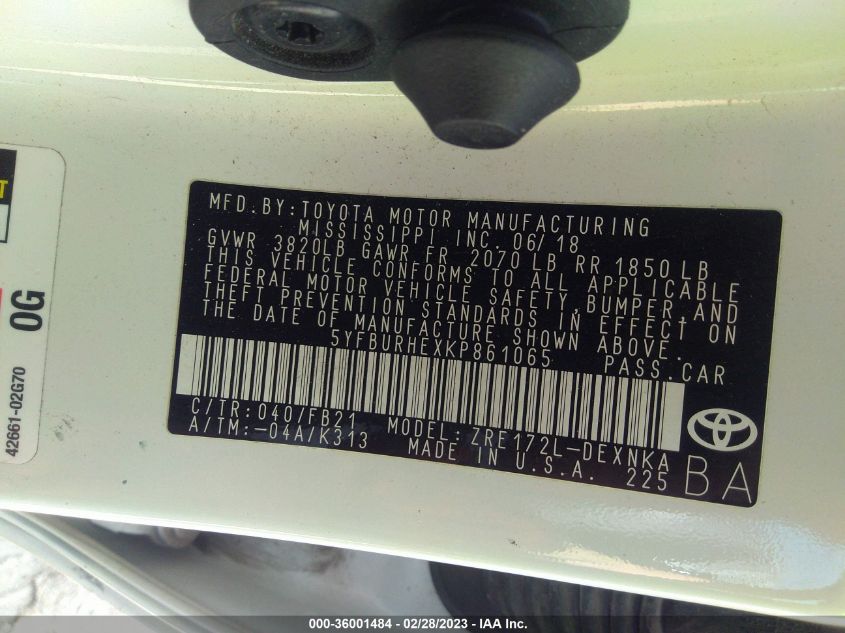 MFD.BY:TOYOTA MOTOR MANUFACTURING
MISSISSIPPI INC. 06/18
GVWR 3820LB GAWR FR 2070 LB RR 1850 LB
THIS VEHICLE CONFORMS TO ALL APPLICABLE
FEDERAL MOTOR VEHICLE SAFETY, BUMPER, AND
THEFT PREVENTION STANDARDS IN EFFECT ON
THE DATE OF MANUFACTURE SHOWN ABOVE.
5YFBURHEXKP861065 PASS.CAR
C/TR:040/FB21 MODEL:ZRE172L-DEXNKA
A/TM:-04A/K313 MADE IN U.S.A. 225
BA
T
0G
42661-02G70
000-36001484 - 02/28/2023 - IAA Inc.